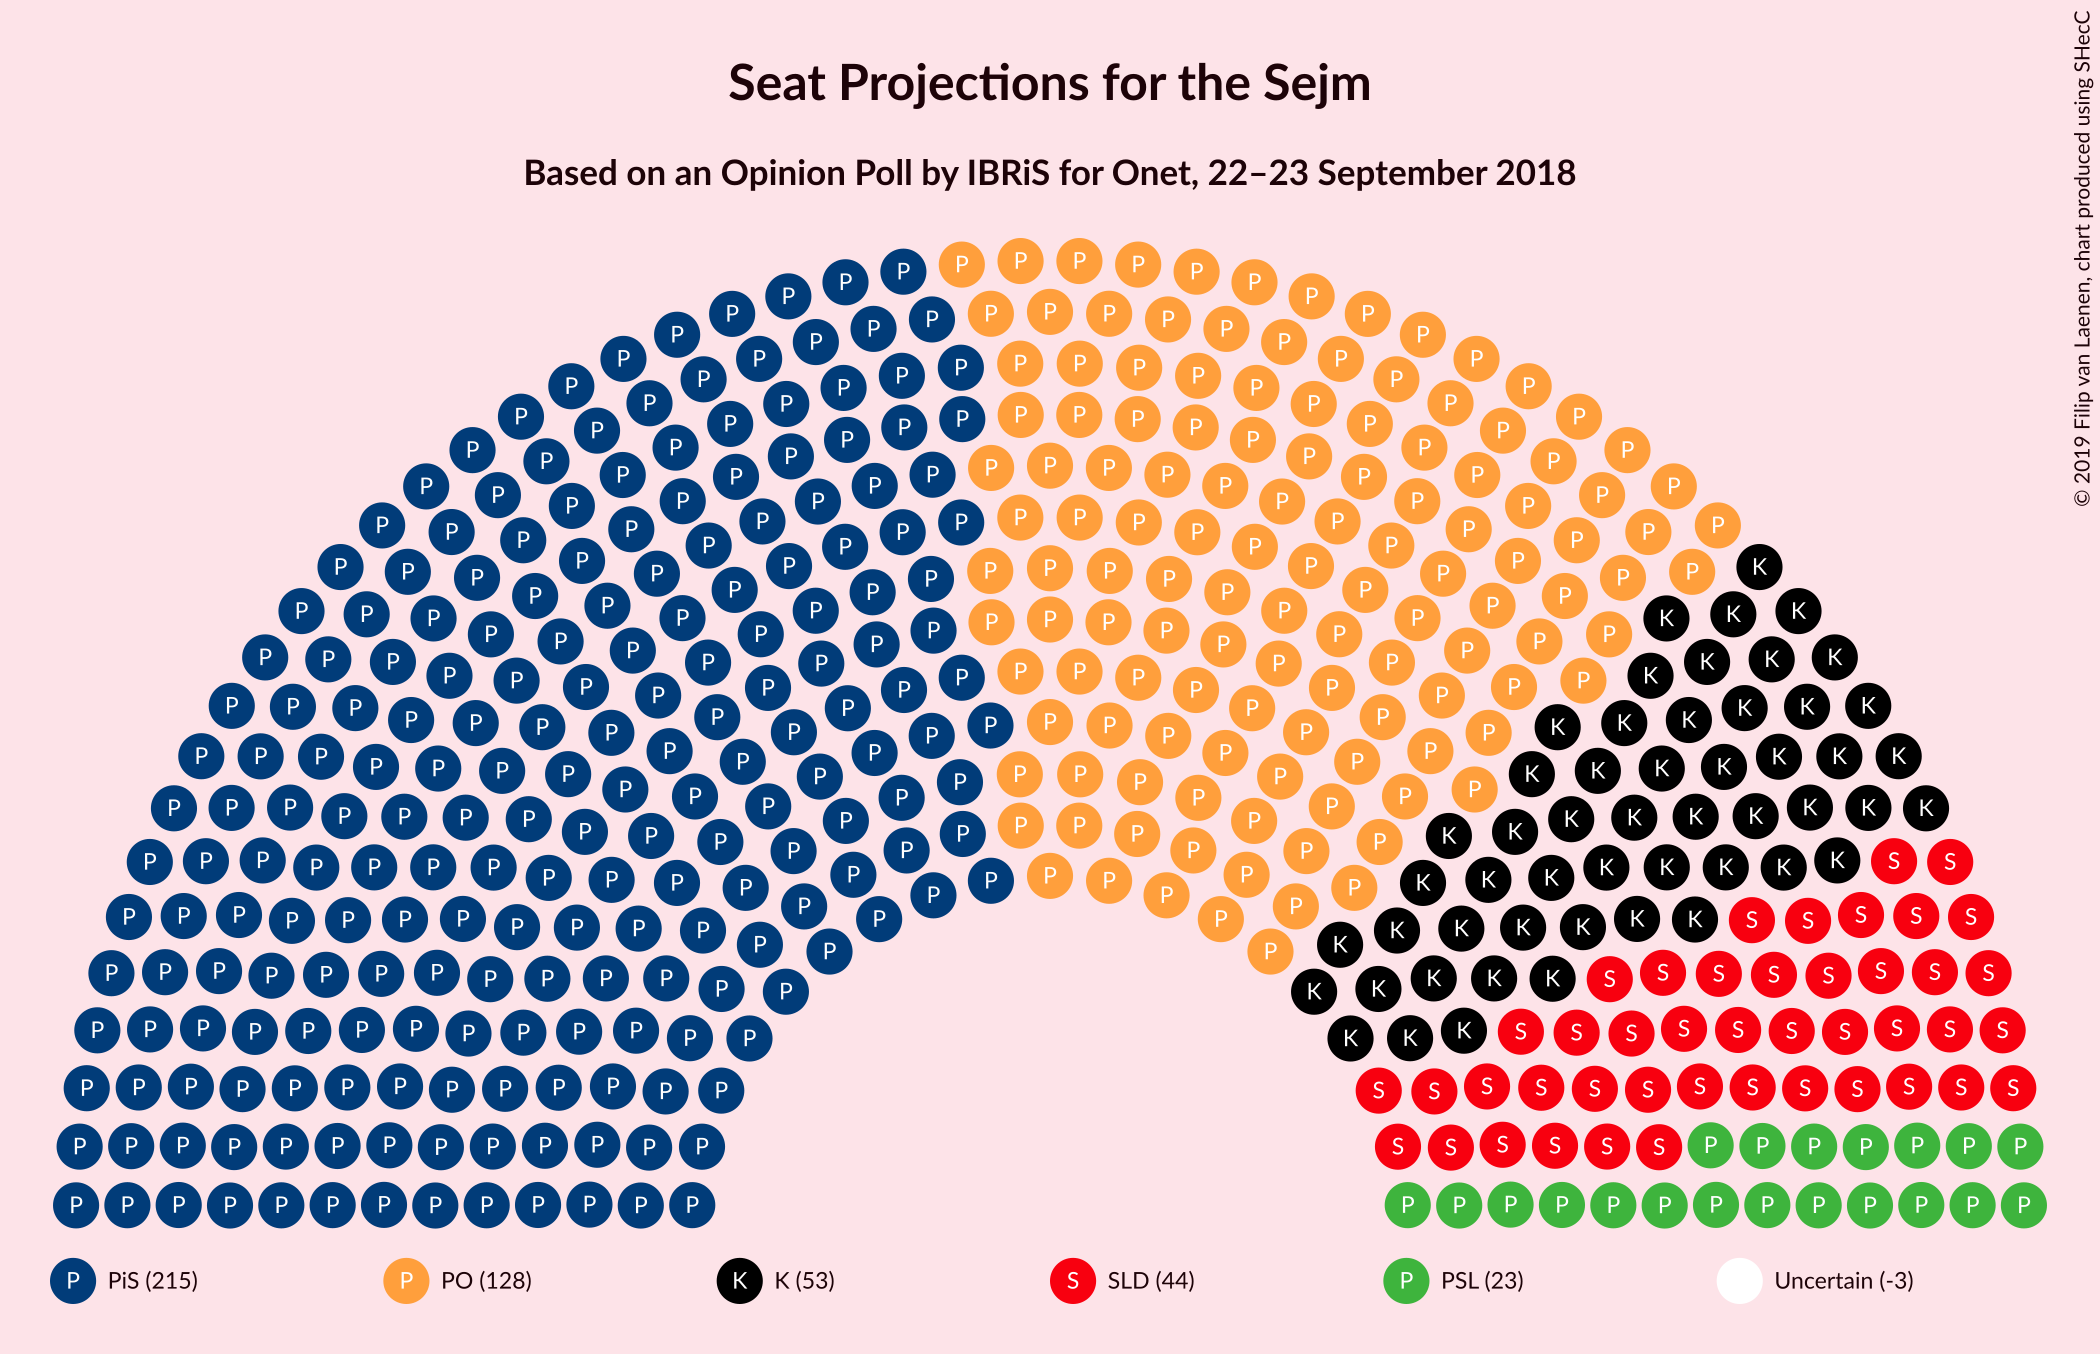 Seat Projections for the Sejm
Based on an Opinion Poll by IBRiS for Onet, 22–23 September 2018
© 2019 Filip van Laenen, chart produced using SHecC
P PiS (215) P PO (128) K K (53) S SLD (44) P PSL (23) Uncertain (-3)